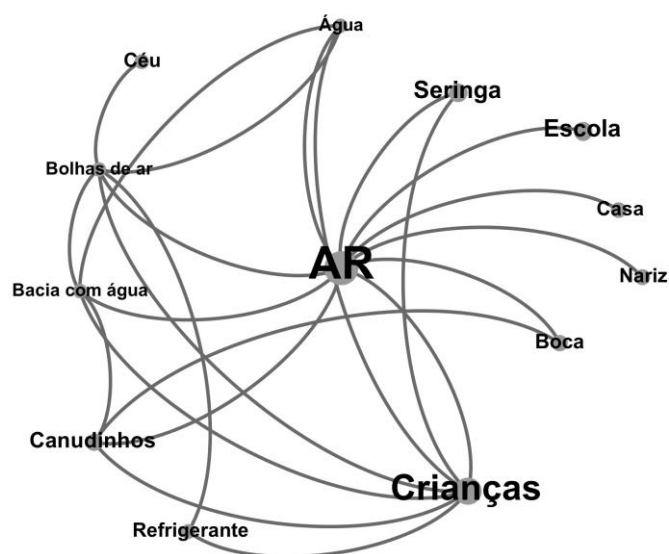 Água
Céu
Seringa
Escola
Bolhas de ar
Casa
AR
Nariz
Bacia com água
Boca
Canudinhos
Crianças
Refrigerante